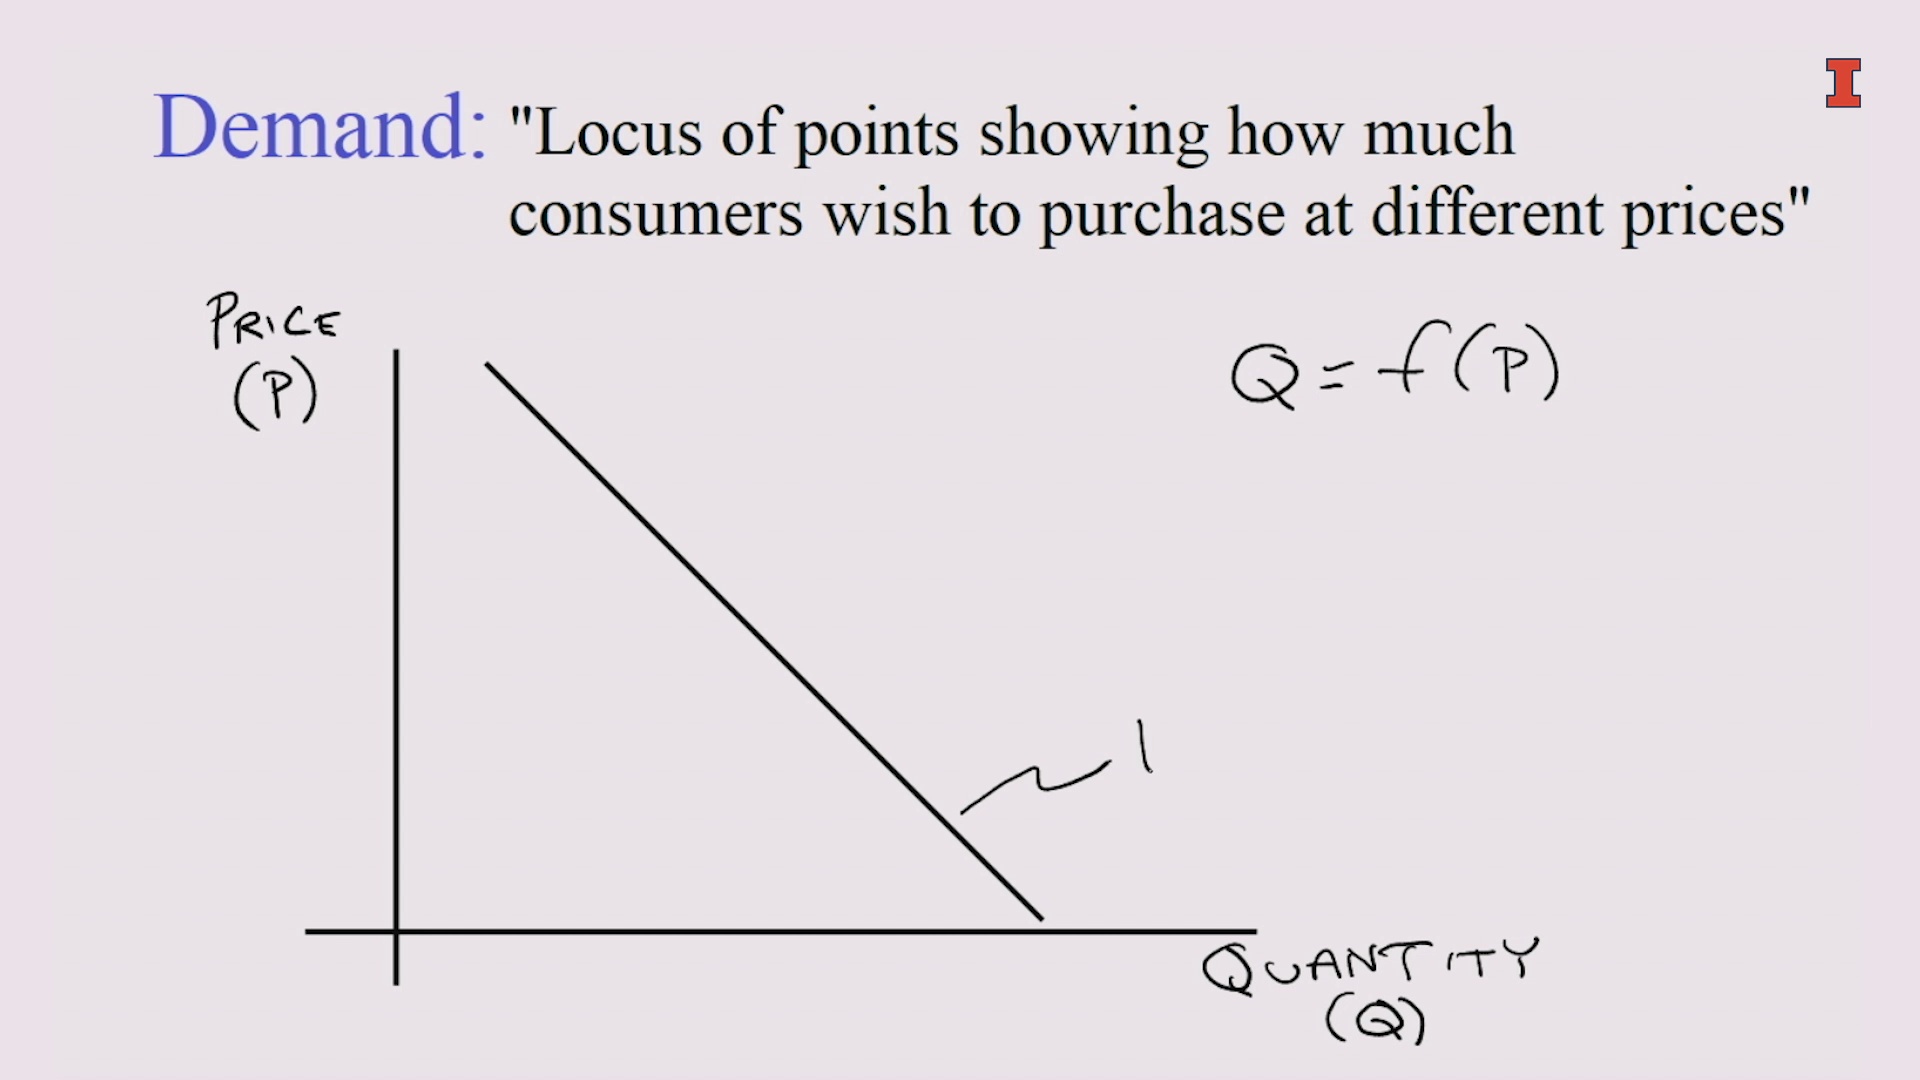 Demand: "Locus of points showing how much
consumers wish to purchase at different prices"
PRICE
(P)
Q = f(P)
QUANTITY
(Q)